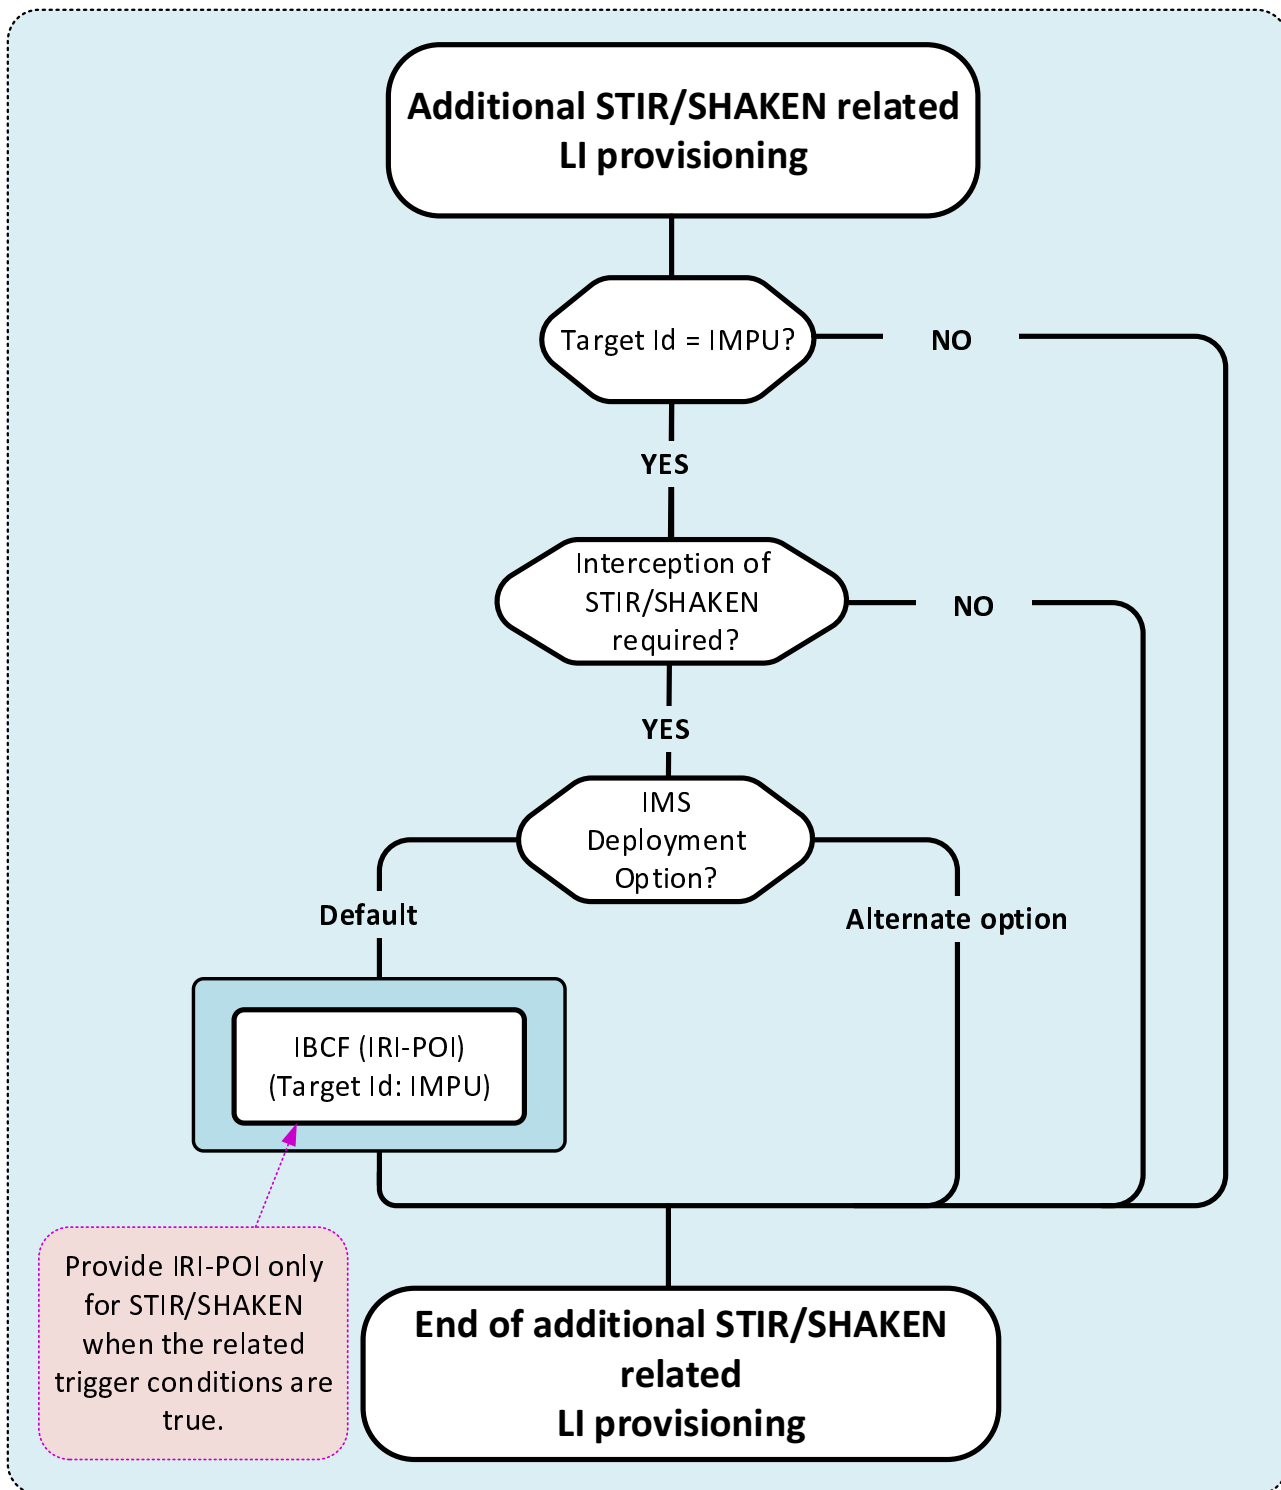 Additional STIR/SHAKEN related
LI provisioning
Target Id = IMPU?
NO
YES
Interception of
STIR/SHAKEN
required?
NO
YES
IMS
Deployment
Option?
Default
Alternate option
IBCF (IRI-POI)
(Target Id: IMPU)
Provide IRI-POI only
for STIR/SHAKEN
when the related
trigger conditions are
true.
End of additional STIR/SHAKEN
related
LI provisioning